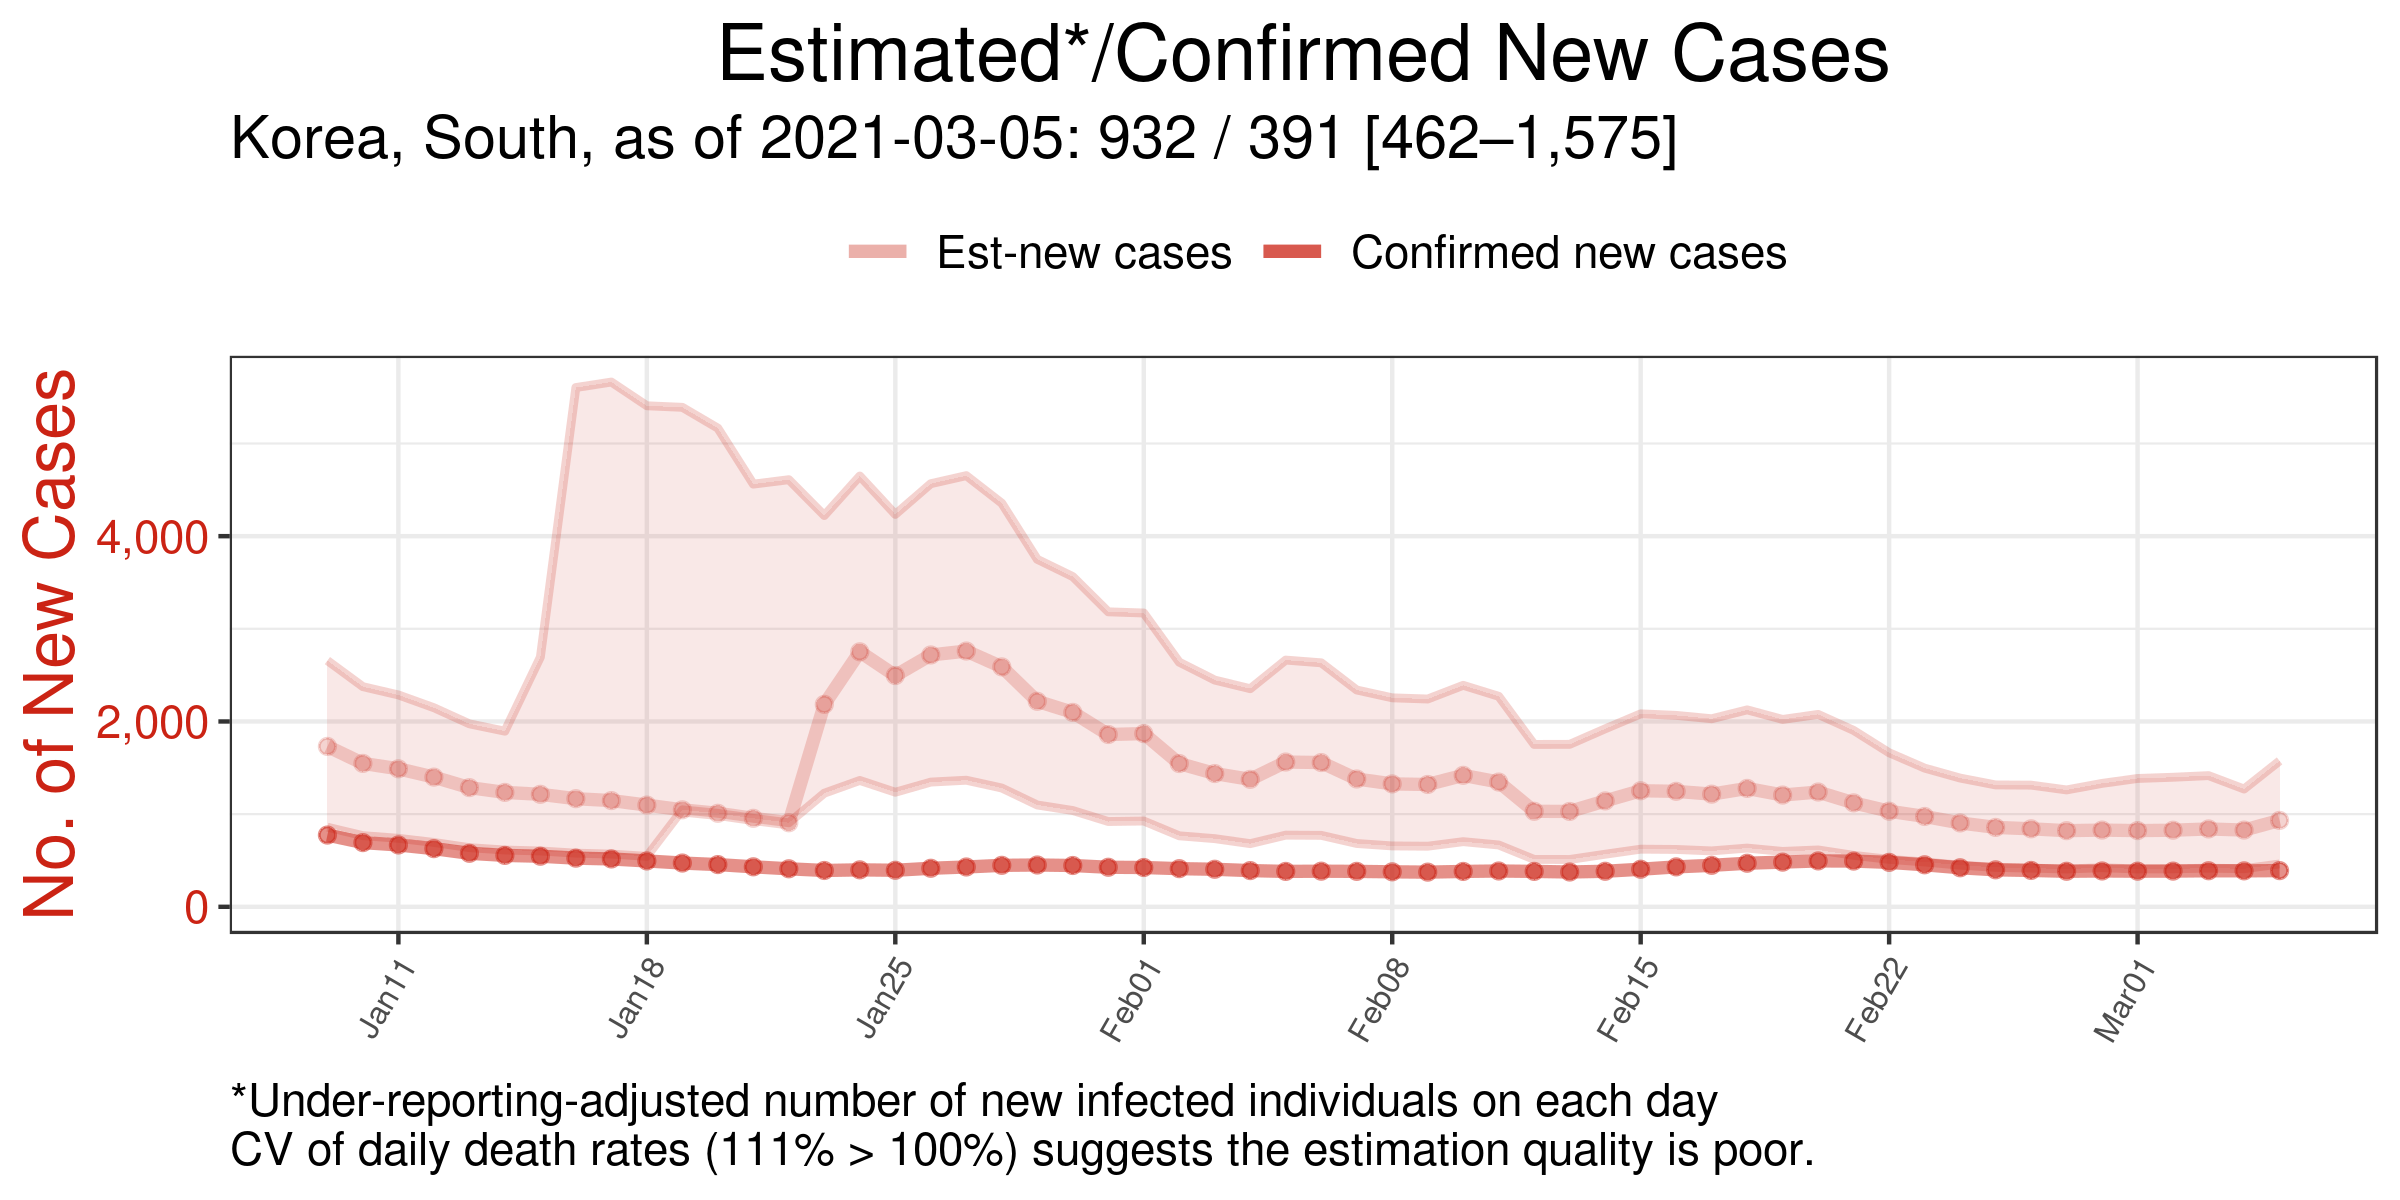 Estimated*/Confirmed New Cases
Korea, South, as of 2021-03-05: 932 / 391 [462–1,575]
Est-new cases Confirmed new cases
No. of New Cases
4,000
2,000
0
Jan11 Jan18 Jan25 Feb01 Feb08 Feb15 Feb22 Mar01
*Under-reporting-adjusted number of new infected individuals on each day
CV of daily death rates (111% > 100%) suggests the estimation quality is poor.